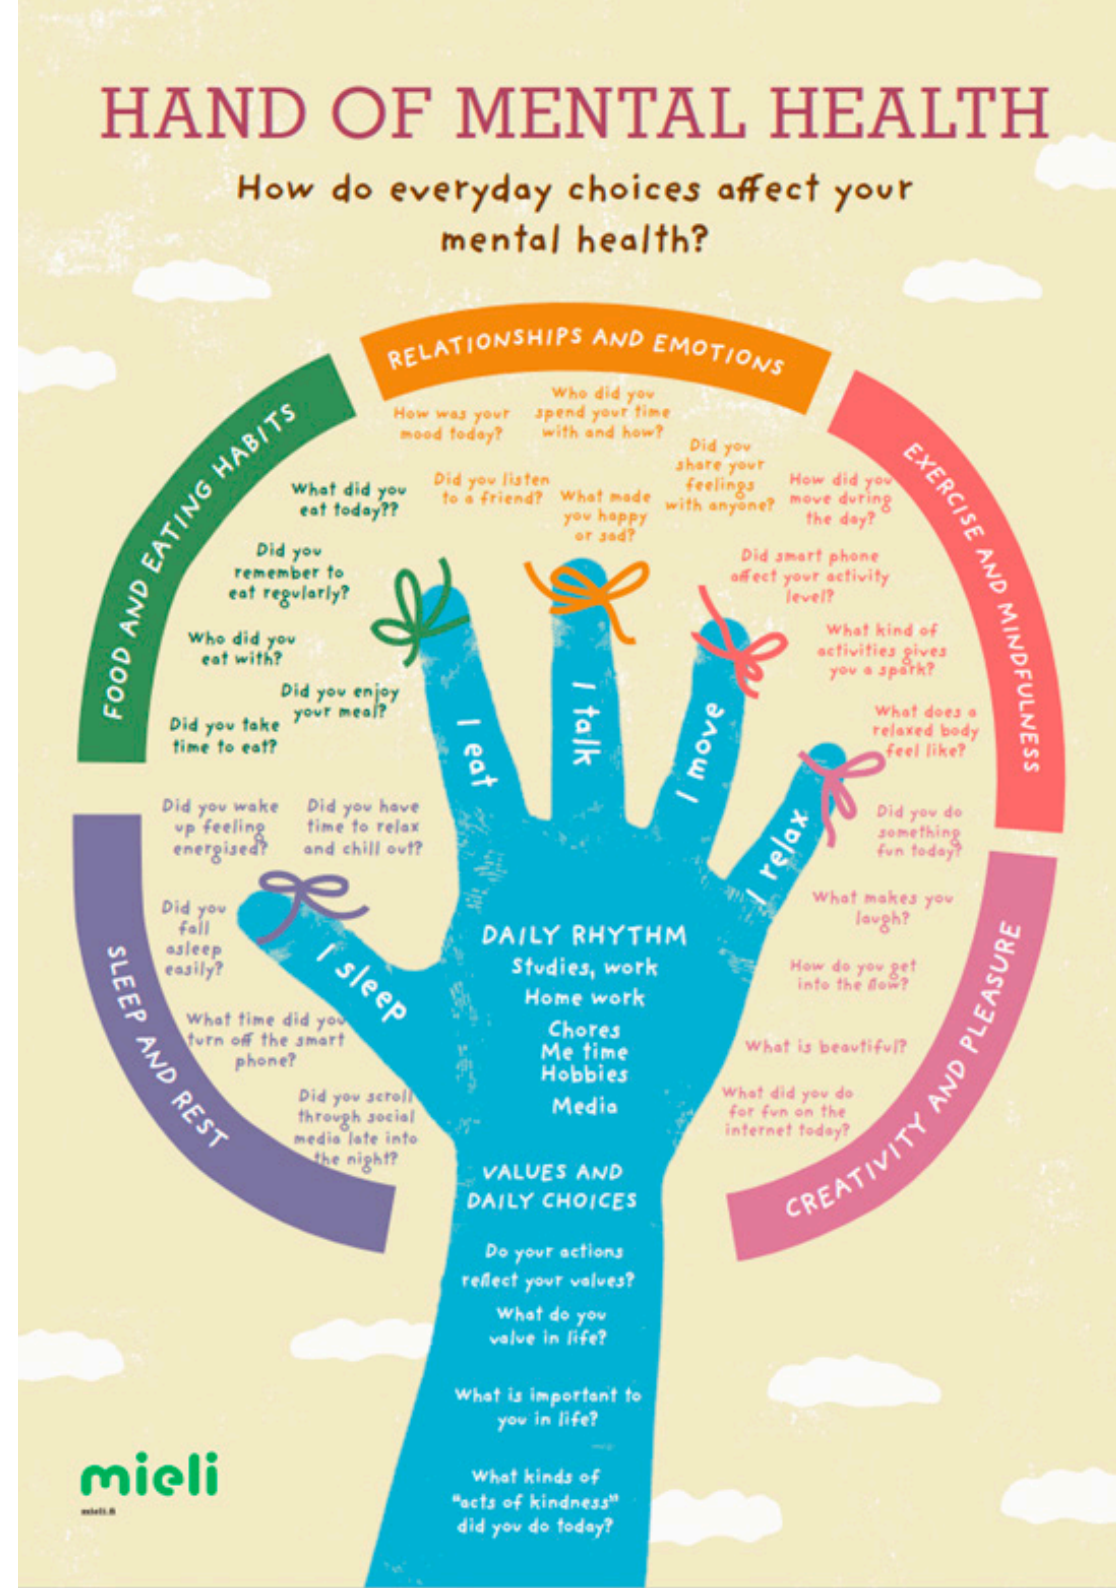 HAND OF MENTAL HEALTH
How do everyday choices affect your
mental health?
FOOD AND EATING HABITS
What did you
eat today??
Did you
remember to
eat regularly?
Who did you
eat with?
Did you enjoy
your meal?
Did you take
time to eat?
RELATIONSHIPS AND EMOTIONS
How was your
mood today?
Who did you
spend your time
with and how?
Did you listen
to a friend?
What made
you happy
or sad?
Did you
share your
feelings
with anyone?
EXERCISE AND MINDFULNESS
How did you
move during
the day?
Did smart phone
affect your activity
level?
What kind of
activities gives
you a spark?
What does a
relaxed body
feel like?
CREATIVITY AND PLEASURE
Did you do
something
fun today?
What makes you
laugh?
How do you get
into the flow?
What is beautiful?
What did you do
for fun on the
internet today?
SLEEP AND REST
Did you wake
up feeling
energised?
Did you have
time to relax
and chill out?
Did you
fall
asleep
easily?
What time did you
turn off the smart
phone?
Did you scroll
through social
media late into
the night?
I sleep
I eat
I talk
I move
I relax
DAILY RHYTHM
Studies, work
Home work
Chores
Me time
Hobbies
Media
VALUES AND
DAILY CHOICES
Do your actions
reflect your values?
What do you
value in life?
What is important to
you in life?
What kinds of
"acts of kindness"
did you do today?
mieli
mieli.fi